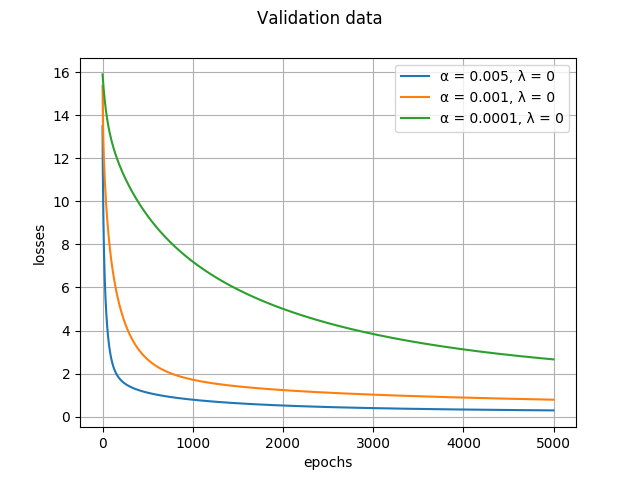 Validation data
α = 0.005, λ = 0
α = 0.001, λ = 0
α = 0.0001, λ = 0
losses
16
14
12
10
8
6
4
2
0
0 1000 2000 3000 4000 5000
epochs